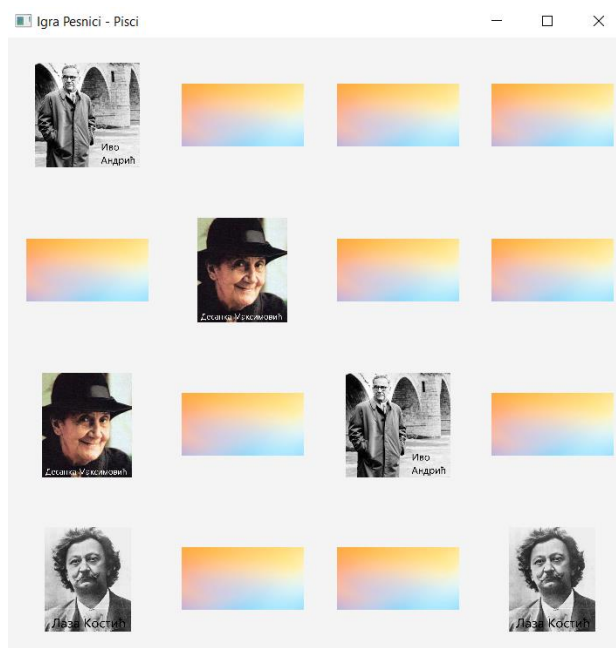 Igra Pesnici - Pisci
Иво
Андрић
Десанка Максимовић
Десанка Максимовић
Иво
Андрић
Лаза Костић
Лаза Костић